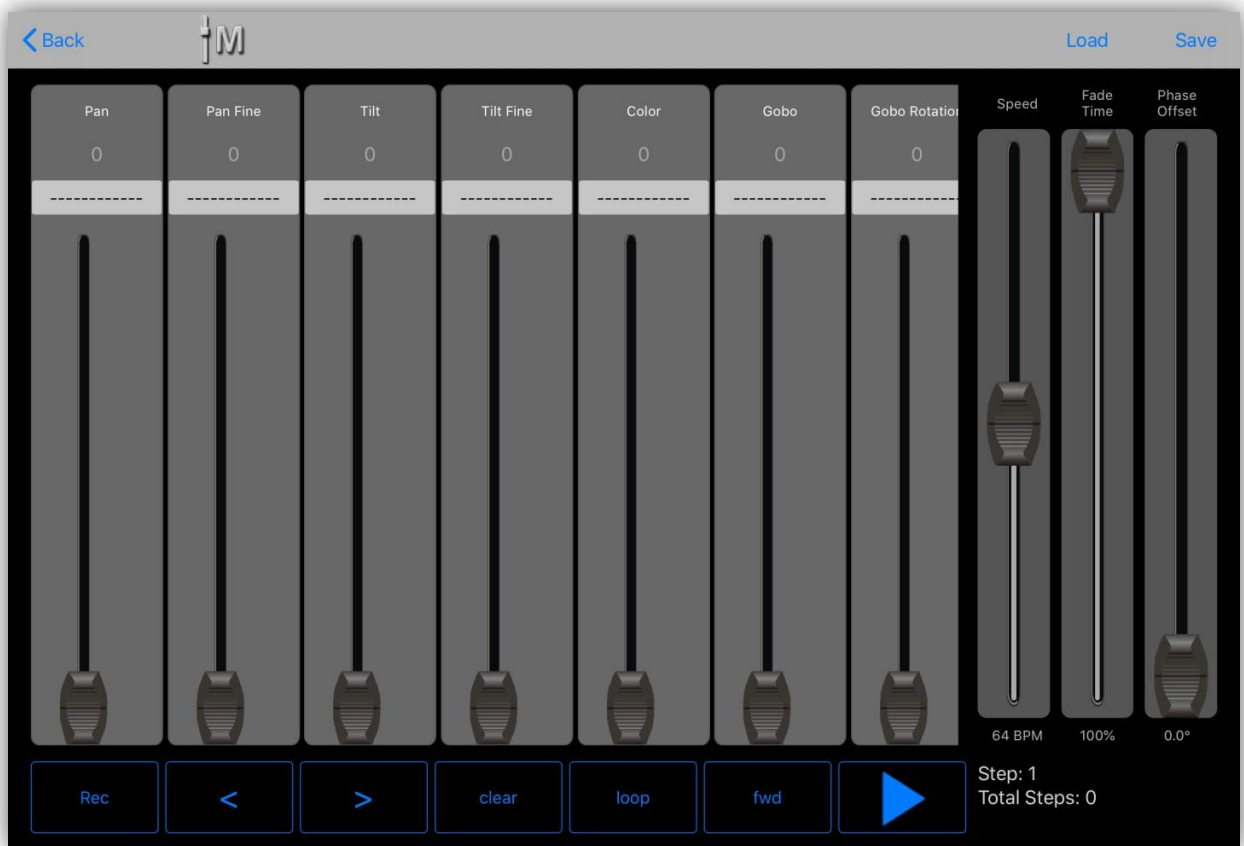 Back
M
Load
Save
Pan
Pan Fine
Tilt
Tilt Fine
Color
Gobo
Gobo Rotation
Speed
Fade
Time
Phase
Offset
0
0
0
0
0
0
0
------------
------------
------------
------------
------------
------------
------------
64 BPM
100%
0.0°
Rec
<
>
clear
loop
fwd
Step: 1
Total Steps: 0